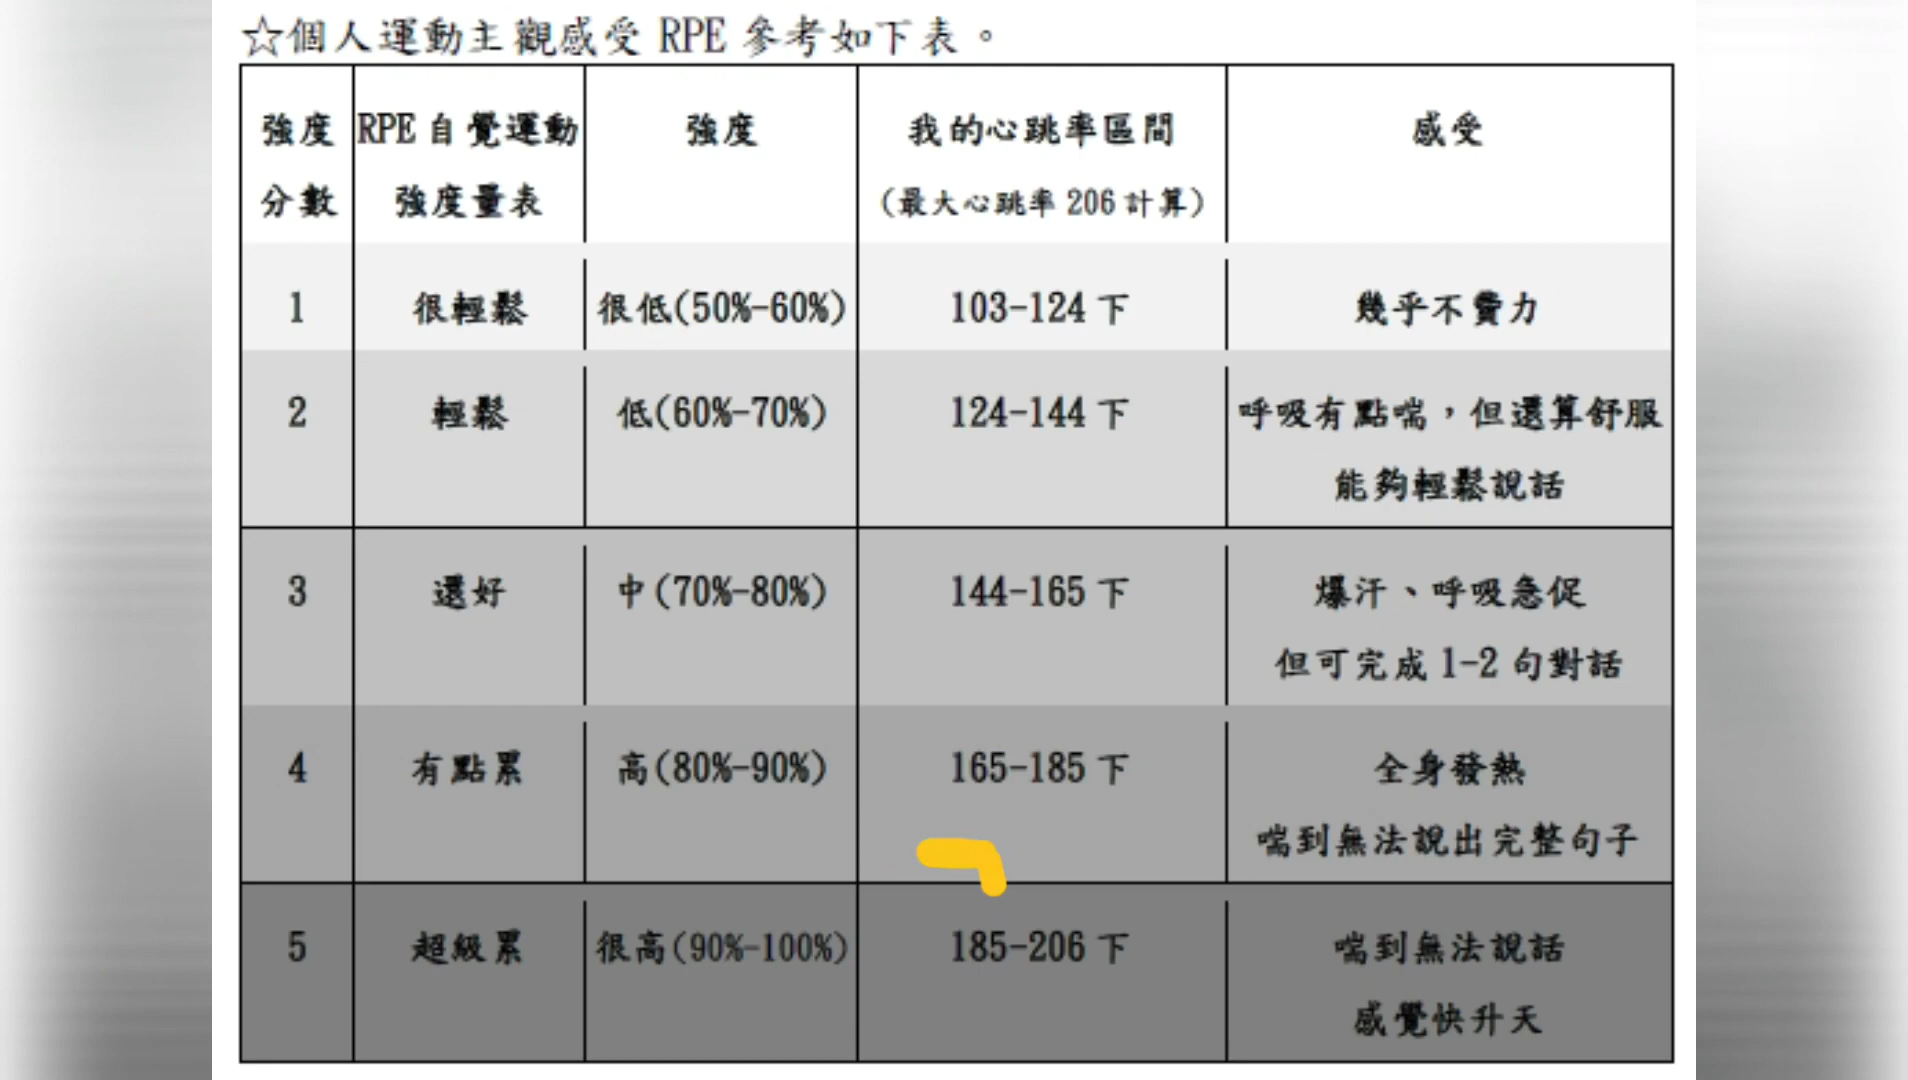 ☆個人運動主觀感受 RPE 參考如下表。
強度分數 RPE 自覺運動強度量表 強度 我的心跳率區間(最大心跳率 206 計算) 感受
1 很輕鬆 很低(50%-60%) 103-124 下 幾乎不費力
2 輕鬆 低(60%-70%) 124-144 下 呼吸有點喘,但還算舒服
能夠輕鬆說話
3 還好 中(70%-80%) 144-165 下 爆汗、呼吸急促
但可完成 1-2 句對話
4 有點累 高(80%-90%) 165-185 下 全身發熱
喘到無法說出完整句子
5 超級累 很高(90%-100%) 185-206 下 喘到無法說話
感覺快升天